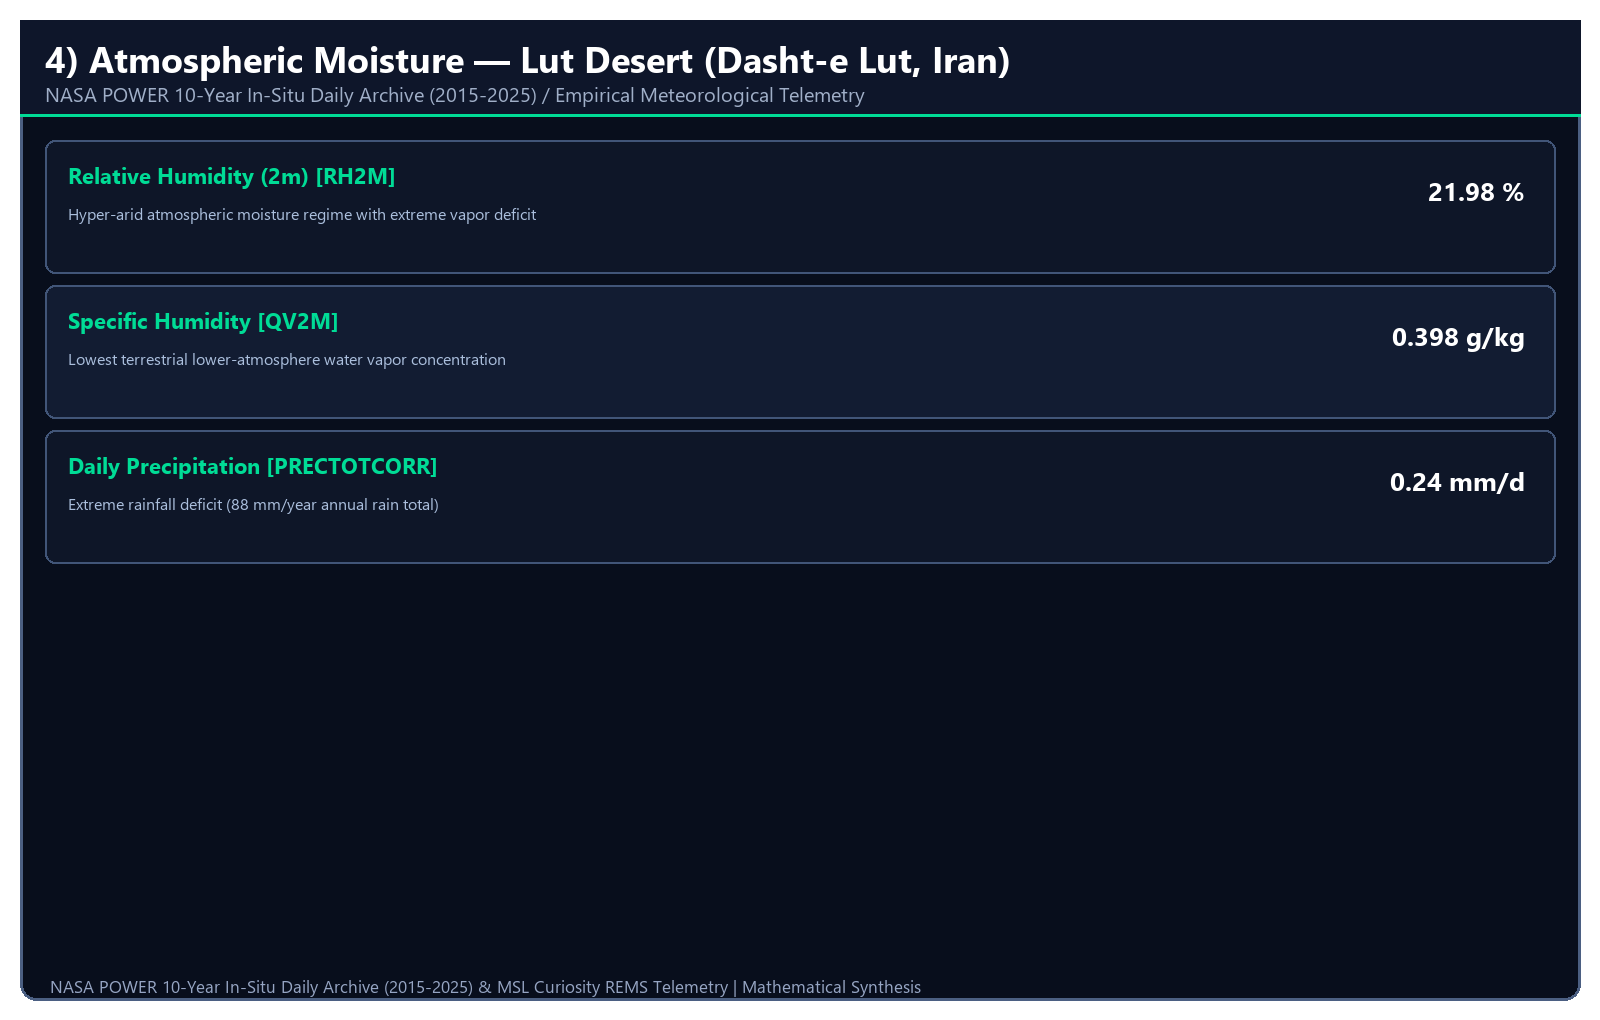 4) Atmospheric Moisture — Lut Desert (Dasht-e Lut, Iran)
NASA POWER 10-Year In-Situ Daily Archive (2015-2025) / Empirical Meteorological Telemetry
Relative Humidity (2m) [RH2M]
21.98 %
Hyper-arid atmospheric moisture regime with extreme vapor deficit
Specific Humidity [QV2M]
0.398 g/kg
Lowest terrestrial lower-atmosphere water vapor concentration
Daily Precipitation [PRECTOTCORR]
0.24 mm/d
Extreme rainfall deficit (88 mm/year annual rain total)
NASA POWER 10-Year In-Situ Daily Archive (2015-2025) & MSL Curiosity REMS Telemetry | Mathematical Synthesis